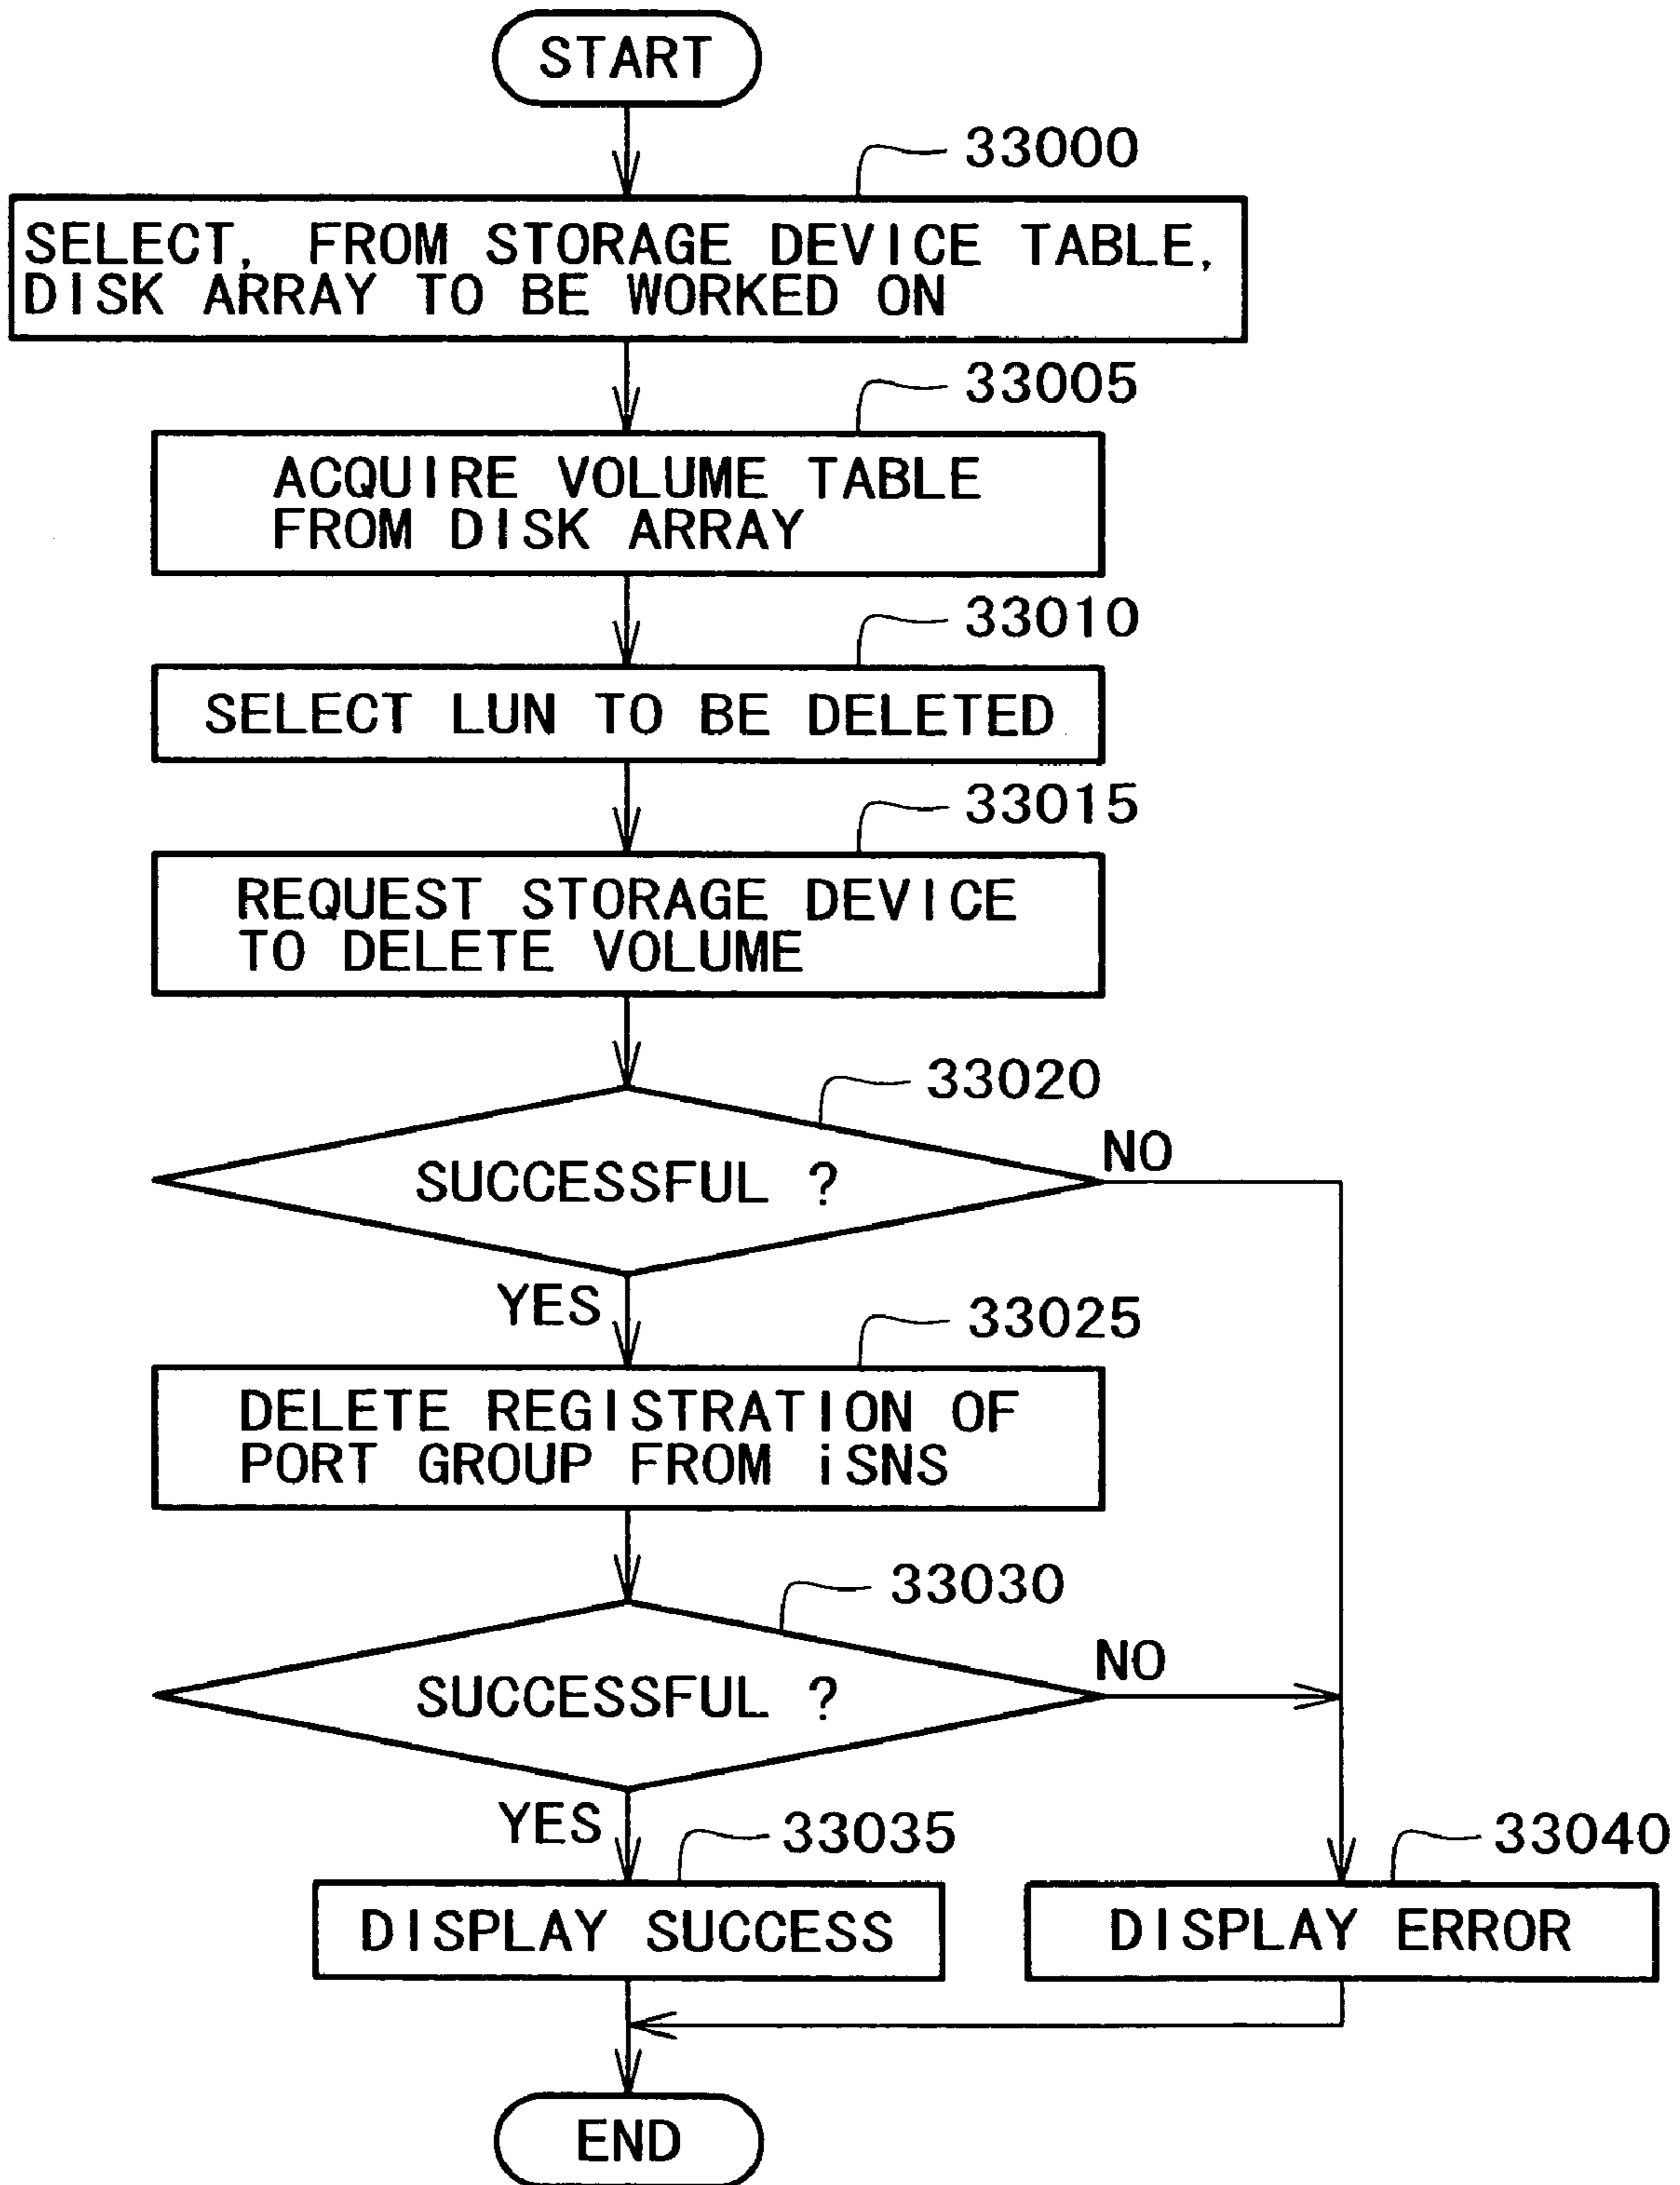 START
33000
SELECT, FROM STORAGE DEVICE TABLE,
DISK ARRAY TO BE WORKED ON
33005
ACQUIRE VOLUME TABLE
FROM DISK ARRAY
33010
SELECT LUN TO BE DELETED
33015
REQUEST STORAGE DEVICE
TO DELETE VOLUME
33020
SUCCESSFUL ?
NO
YES
33025
DELETE REGISTRATION OF
PORT GROUP FROM iSNS
33030
SUCCESSFUL ?
NO
YES
33035
DISPLAY SUCCESS
33040
DISPLAY ERROR
END